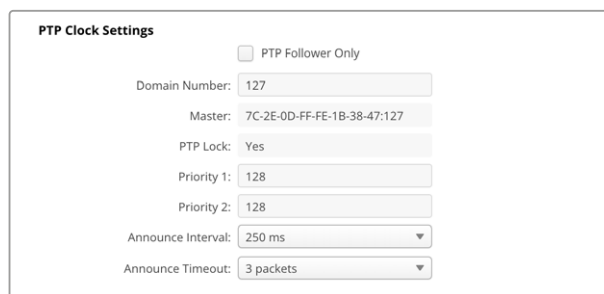 PTP Clock Settings
PTP Follower Only
Domain Number: 127
Master: 7C-2E-0D-FF-FE-1B-38-47:127
PTP Lock: Yes
Priority 1: 128
Priority 2: 128
Announce Interval: 250 ms
Announce Timeout: 3 packets